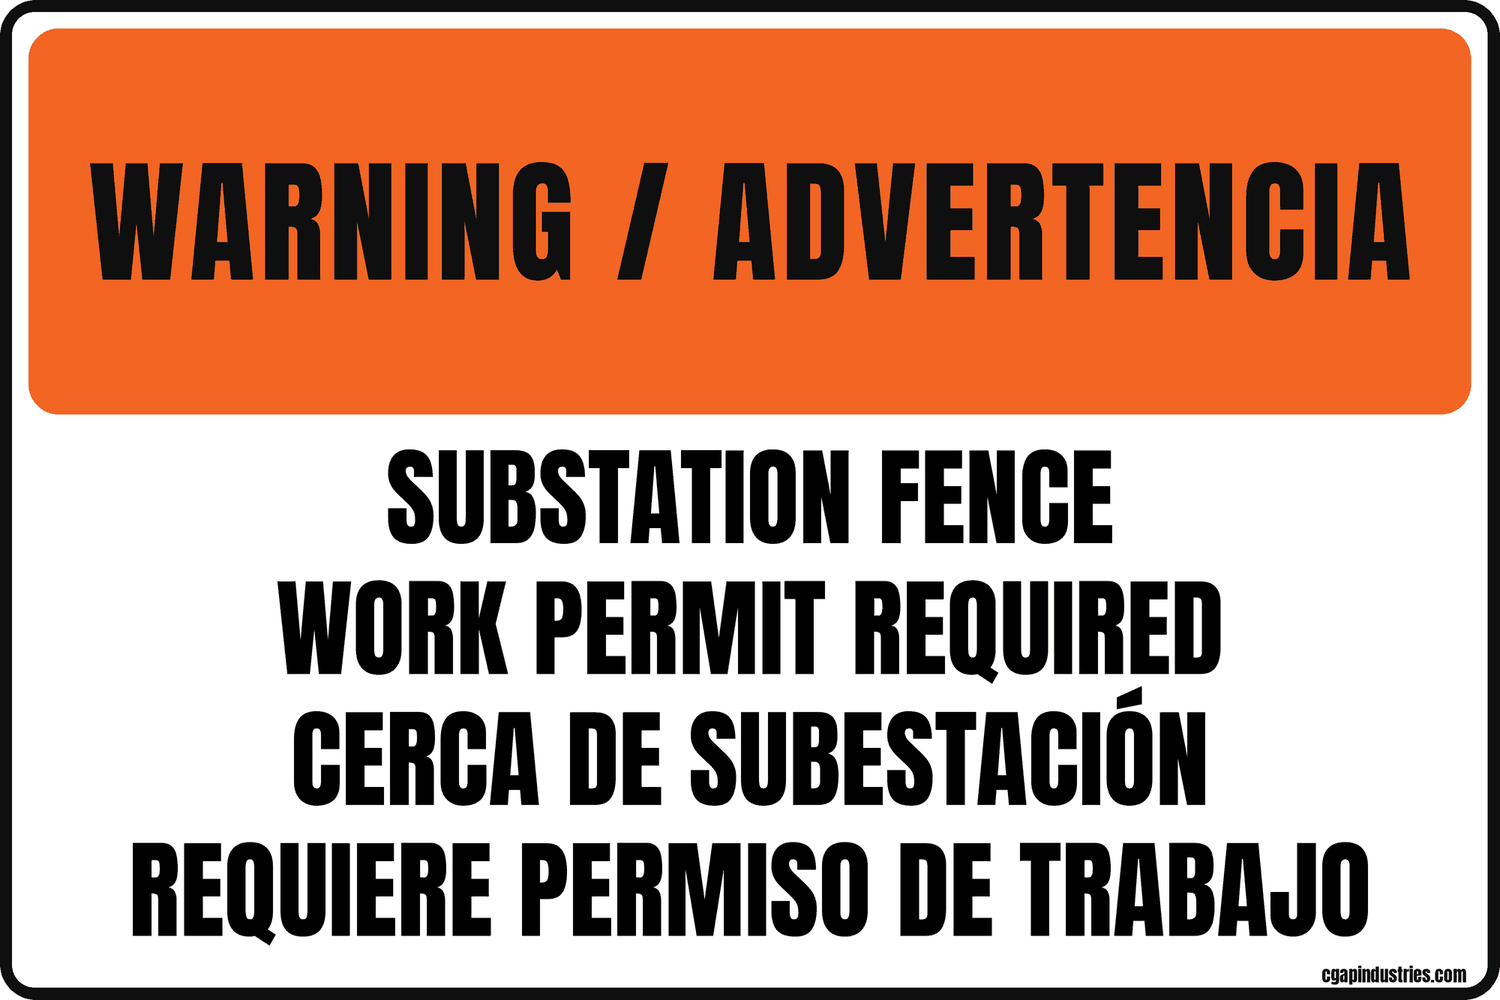 WARNING / ADVERTENCIA
SUBSTATION FENCE
WORK PERMIT REQUIRED
CERCA DE SUBESTACIÓN
REQUIERE PERMISO DE TRABAJO
cgapindustries.com